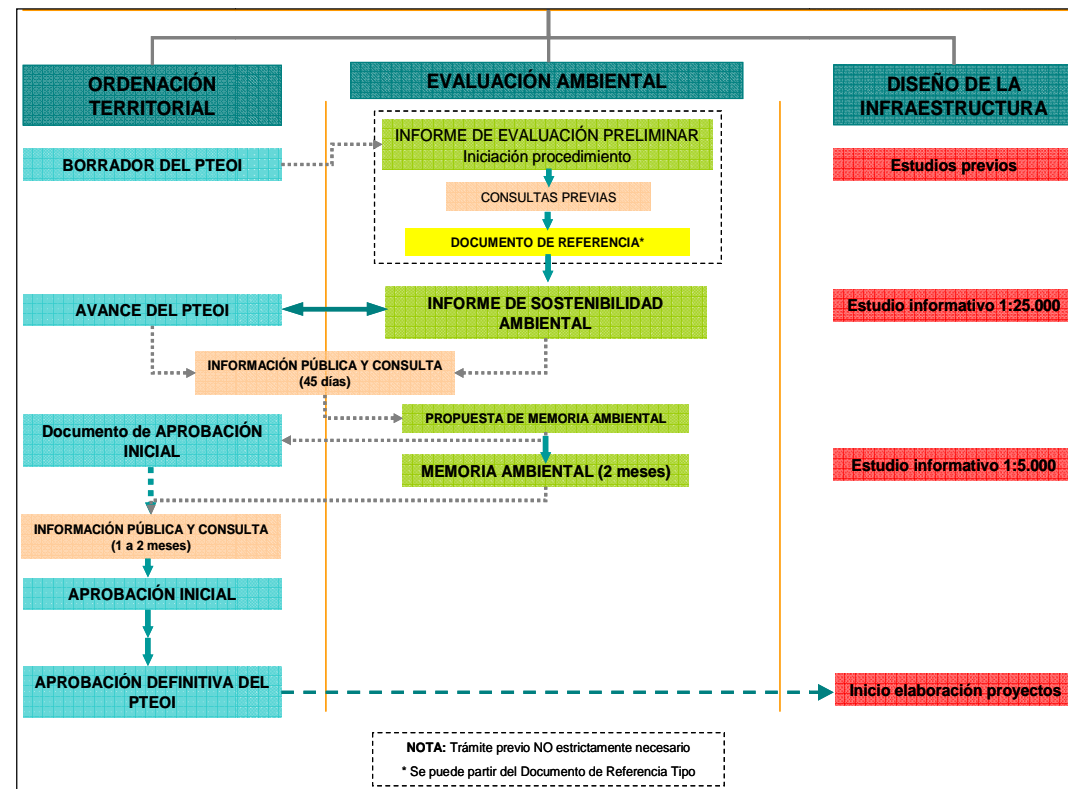 ORDENACIÓN
TERRITORIAL
EVALUACIÓN AMBIENTAL
DISEÑO DE LA
INFRAESTRUCTURA
BORRADOR DEL PTEOI
INFORME DE EVALUACIÓN PRELIMINAR
Iniciación procedimiento
Estudios previos
CONSULTAS PREVIAS
DOCUMENTO DE REFERENCIA*
AVANCE DEL PTEOI
INFORME DE SOSTENIBILIDAD
AMBIENTAL
Estudio informativo 1:25.000
INFORMACIÓN PÚBLICA Y CONSULTA
(45 días)
PROPUESTA DE MEMORIA AMBIENTAL
Documento de APROBACIÓN
INICIAL
MEMORIA AMBIENTAL (2 meses)
Estudio informativo 1:5.000
INFORMACIÓN PÚBLICA Y CONSULTA
(1 a 2 meses)
APROBACIÓN INICIAL
APROBACIÓN DEFINITIVA DEL
PTEOI
Inicio elaboración proyectos
NOTA: Trámite previo NO estrictamente necesario
* Se puede partir del Documento de Referencia Tipo